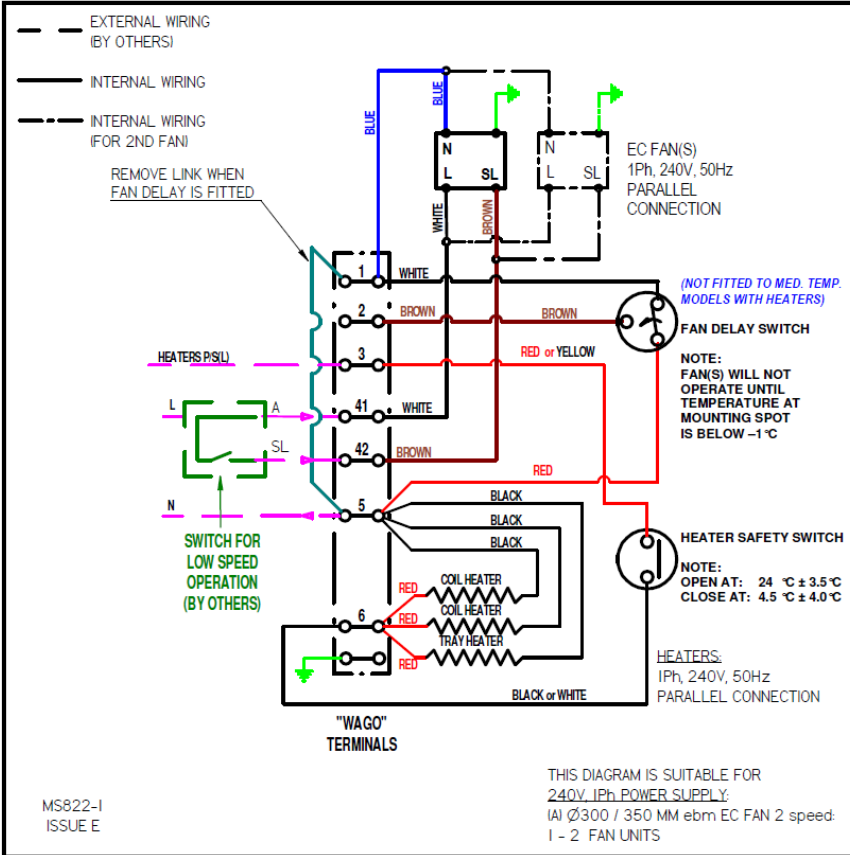 EXTERNAL WIRING
(BY OTHERS)
INTERNAL WIRING
INTERNAL WIRING
(FOR 2ND FAN)
REMOVE LINK WHEN
FAN DELAY IS FITTED
BLUE
BLUE
N
L
SL
N
L
SL
EC FAN(S)
1Ph, 240V, 50Hz
PARALLEL
CONNECTION
WHITE
BROWN
1
WHITE
2
BROWN
BROWN
(NOT FITTED TO MED. TEMP.
MODELS WITH HEATERS)
FAN DELAY SWITCH
NOTE:
FAN(S) WILL NOT
OPERATE UNTIL
TEMPERATURE AT
MOUNTING SPOT
IS BELOW –1 °C
HEATERS P/S(L)
3
RED or YELLOW
L
A
41
WHITE
SL
42
BROWN
RED
N
5
BLACK
BLACK
BLACK
SWITCH FOR
LOW SPEED
OPERATION
(BY OTHERS)
HEATER SAFETY SWITCH
NOTE:
OPEN AT: 24 °C ± 3.5°C
CLOSE AT: 4.5 °C ± 4.0°C
COIL HEATER
RED
COIL HEATER
RED
6
TRAY HEATER
RED
HEATERS:
1Ph, 240V, 50Hz
PARALLEL CONNECTION
BLACK or WHITE
"WAGO"
TERMINALS
MS822-1
ISSUE E
THIS DIAGRAM IS SUITABLE FOR
240V, 1Ph POWER SUPPLY:
(A) Ø300 / 350 MM ebm EC FAN 2 speed:
1 - 2 FAN UNITS